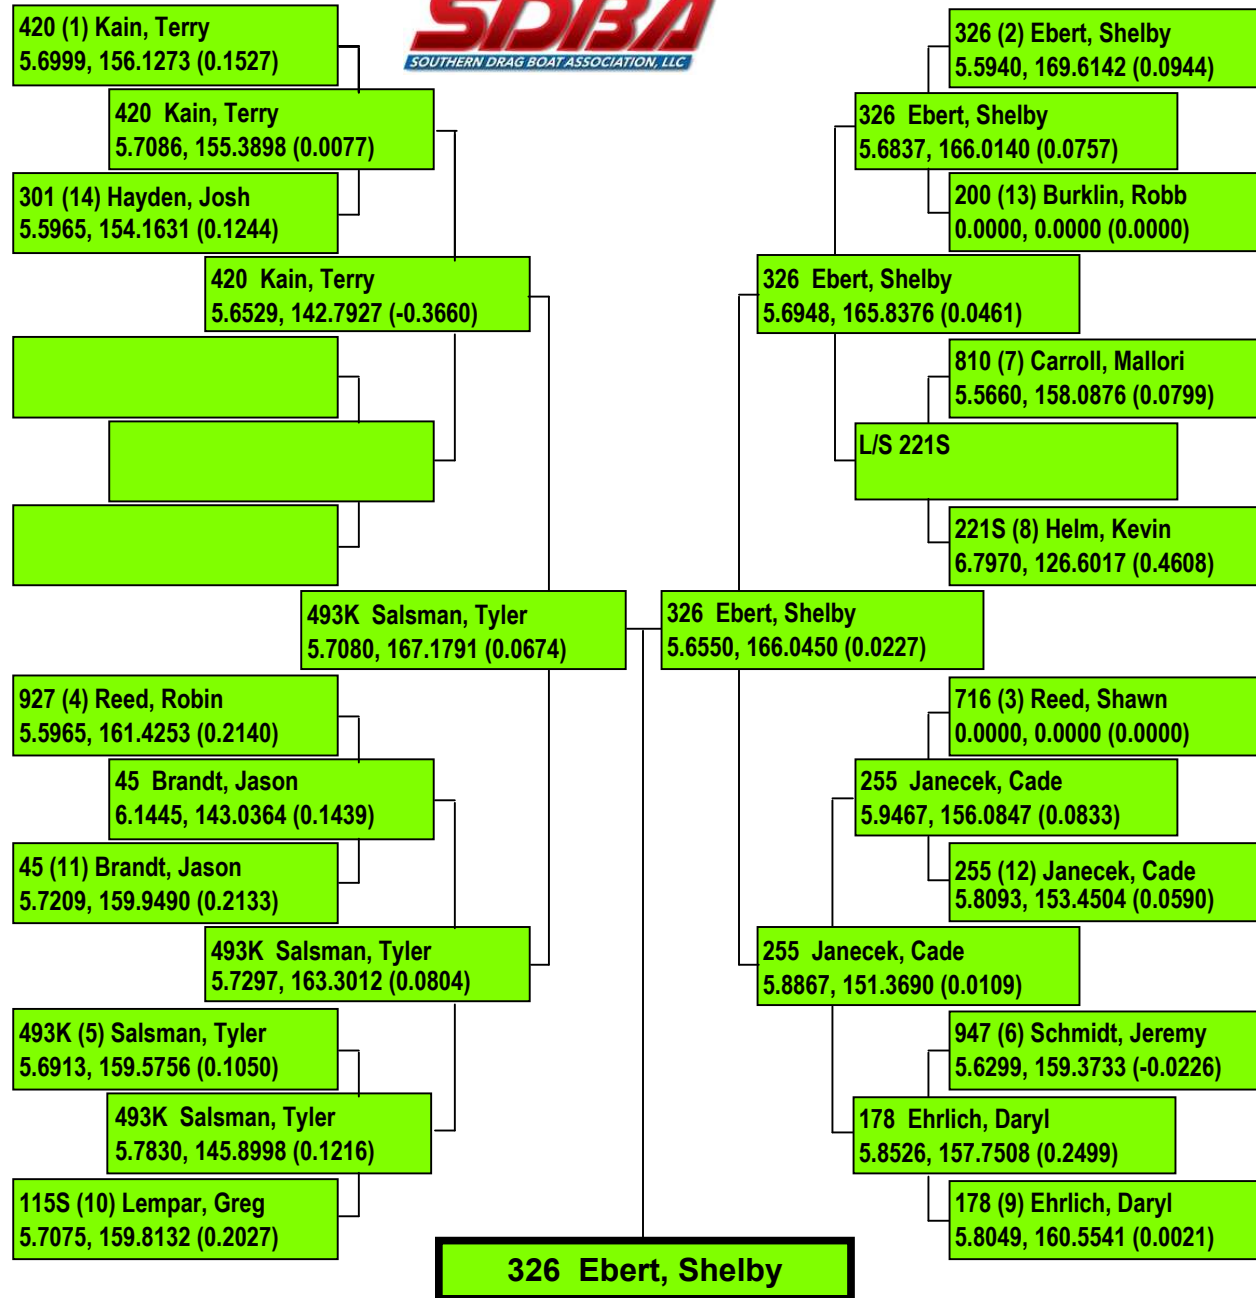 SDBA
SOUTHERN DRAG BOAT ASSOCIATION, LLC
420 (1) Kain, Terry
5.6999, 156.1273 (0.1527)
420 Kain, Terry
5.7086, 155.3898 (0.0077)
301 (14) Hayden, Josh
5.5965, 154.1631 (0.1244)
420 Kain, Terry
5.6529, 142.7927 (-0.3660)
493K Salsman, Tyler
5.7080, 167.1791 (0.0674)
927 (4) Reed, Robin
5.5965, 161.4253 (0.2140)
45 Brandt, Jason
6.1445, 143.0364 (0.1439)
45 (11) Brandt, Jason
5.7209, 159.9490 (0.2133)
493K Salsman, Tyler
5.7297, 163.3012 (0.0804)
493K (5) Salsman, Tyler
5.6913, 159.5756 (0.1050)
493K Salsman, Tyler
5.7830, 145.8998 (0.1216)
115S (10) Lempar, Greg
5.7075, 159.8132 (0.2027)
326 (2) Ebert, Shelby
5.5940, 169.6142 (0.0944)
326 Ebert, Shelby
5.6837, 166.0140 (0.0757)
200 (13) Burklin, Robb
0.0000, 0.0000 (0.0000)
326 Ebert, Shelby
5.6948, 165.8376 (0.0461)
810 (7) Carroll, Mallori
5.5660, 158.0876 (0.0799)
L/S 221S
221S (8) Helm, Kevin
6.7970, 126.6017 (0.4608)
326 Ebert, Shelby
5.6550, 166.0450 (0.0227)
716 (3) Reed, Shawn
0.0000, 0.0000 (0.0000)
255 Janecek, Cade
5.9467, 156.0847 (0.0833)
255 (12) Janecek, Cade
5.8093, 153.4504 (0.0590)
255 Janecek, Cade
5.8867, 151.3690 (0.0109)
947 (6) Schmidt, Jeremy
5.6299, 159.3733 (-0.0226)
178 Ehrlich, Daryl
5.8526, 157.7508 (0.2499)
178 (9) Ehrlich, Daryl
5.8049, 160.5541 (0.0021)
326 Ebert, Shelby